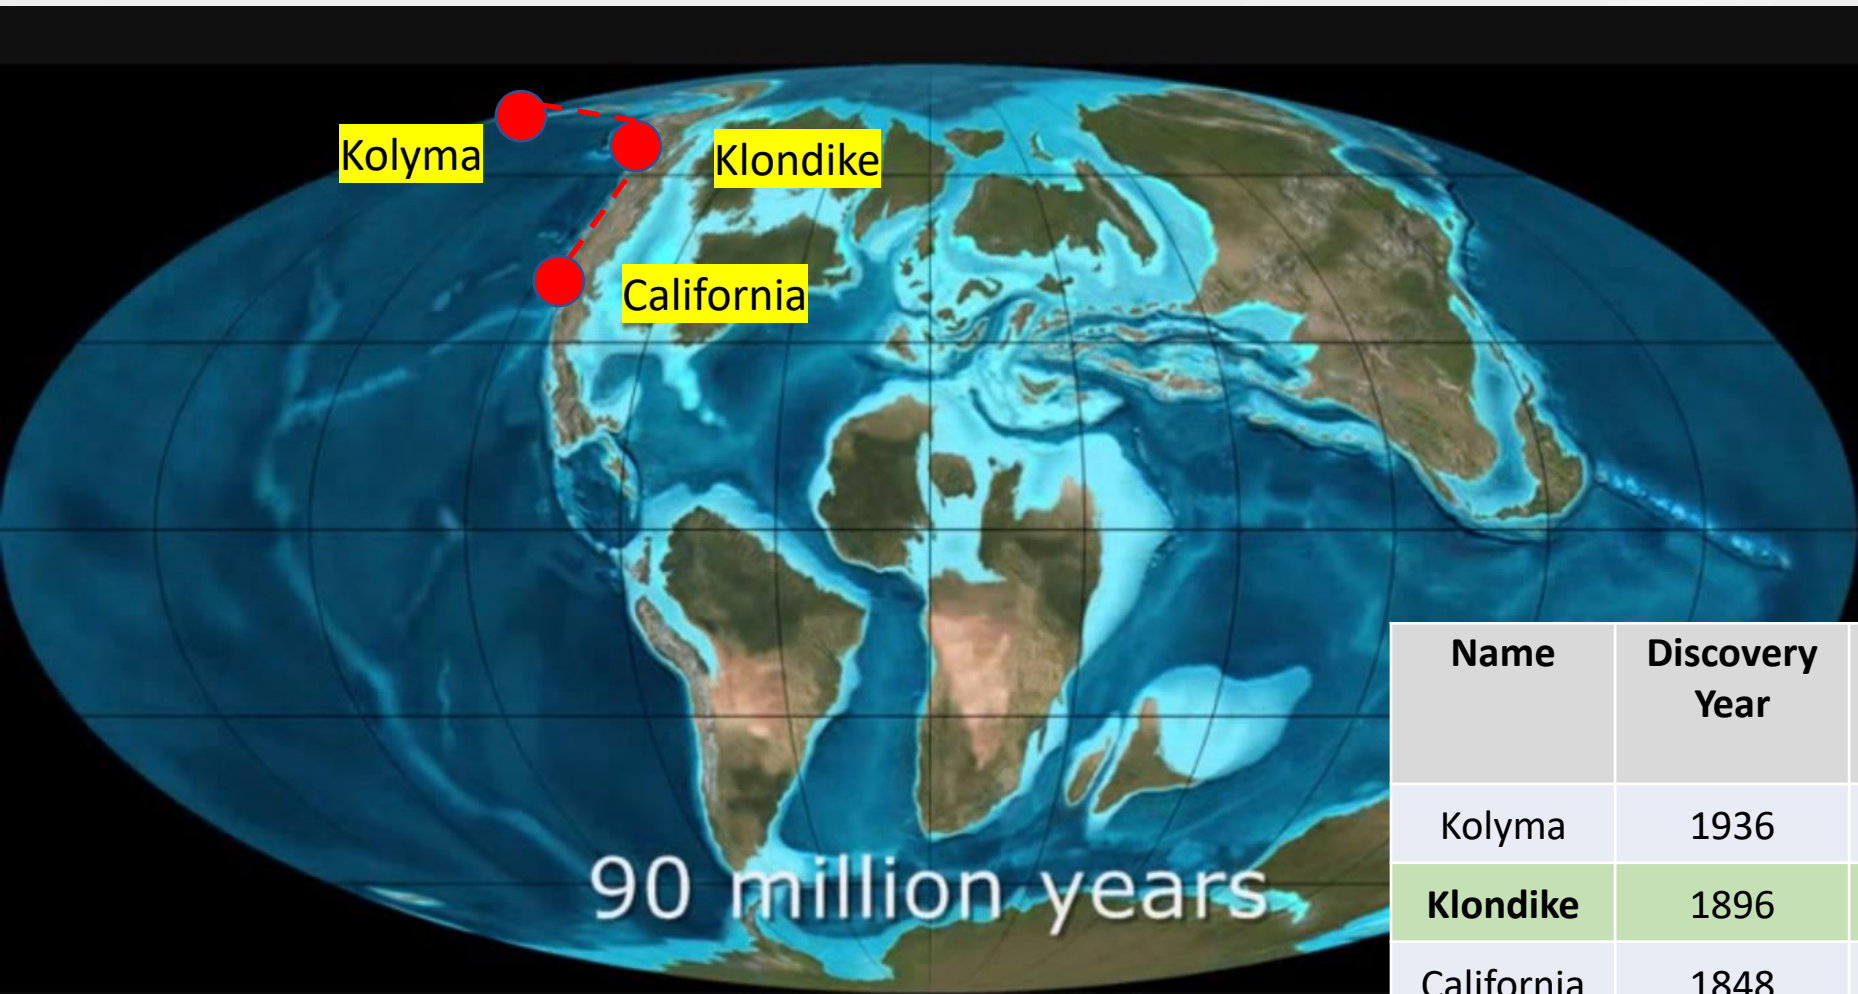 Kolyma
Klondike
California
90 million years
Name Discovery
Year
Kolyma 1936
Klondike 1896
California 1848